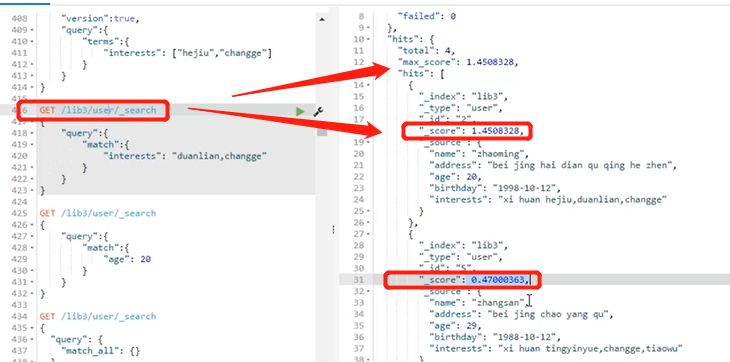 408 "version":true,
409 "query":{
410 "terms":{
411 "interests": ["hejiu","changge"]
412 }
413 }
414 }
415
416 GET /lib3/user/_search
417 {
418 "query":{
419 "match":{
420 "interests": "duanlian,changge"
421 }
422 }
423 }
424
425 GET /lib3/user/_search
426 {
427 "query":{
428 "match":{
429 "age": 20
430 }
431 }
432 }
433
434 GET /lib3/user/_search
435 {
436 "query": {
437 "match_all": {}
438 }
8 "failed": 0
9 },
10 "hits": {
11 "total": 4,
12 "max_score": 1.4508328,
13 "hits": [
14 {
15 "_index": "lib3",
16 "_type": "user",
17 "_id": "2",
18 "_score": 1.4508328,
19 "_source": {
20 "name": "zhaoming",
21 "address": "bei jing hai dian qu qing he zhen",
22 "age": 20,
23 "birthday": "1998-10-12",
24 "interests": "xi huan hejiu,duanlian,changge"
25 }
26 },
27 {
28 "_index": "lib3",
29 "_type": "user",
30 "_id": "5",
31 "_score": 0.47000363,
32 "_source": {
33 "name": "zhangsan",
34 "address": "bei jing chao yang qu",
35 "age": 29,
36 "birthday": "1988-10-12",
37 "interests": "xi huan tingyinyue,changge,tiaowu"
38 }